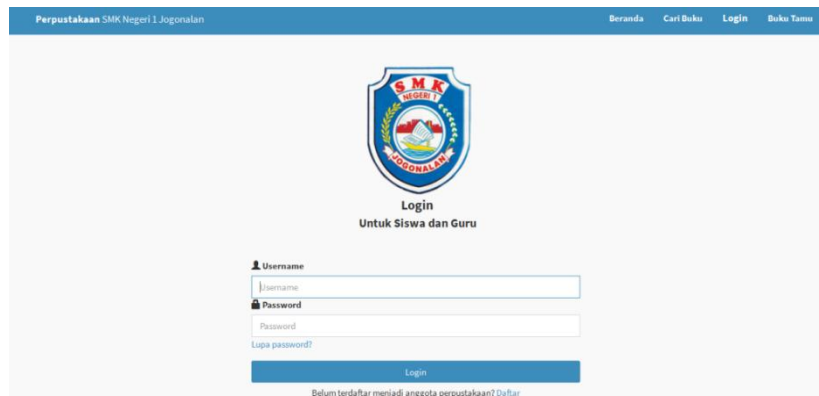 Perpustakaan SMK Negeri 1 Jogonalan Beranda Cari Buku Login Buku Tamu
SMK
NEGERI 1
JOGONALAN
Login
Untuk Siswa dan Guru
Username
Username
Password
Password
Lupa password?
Login
Belum terdaftar menjadi anggota perpustakaan? Daftar